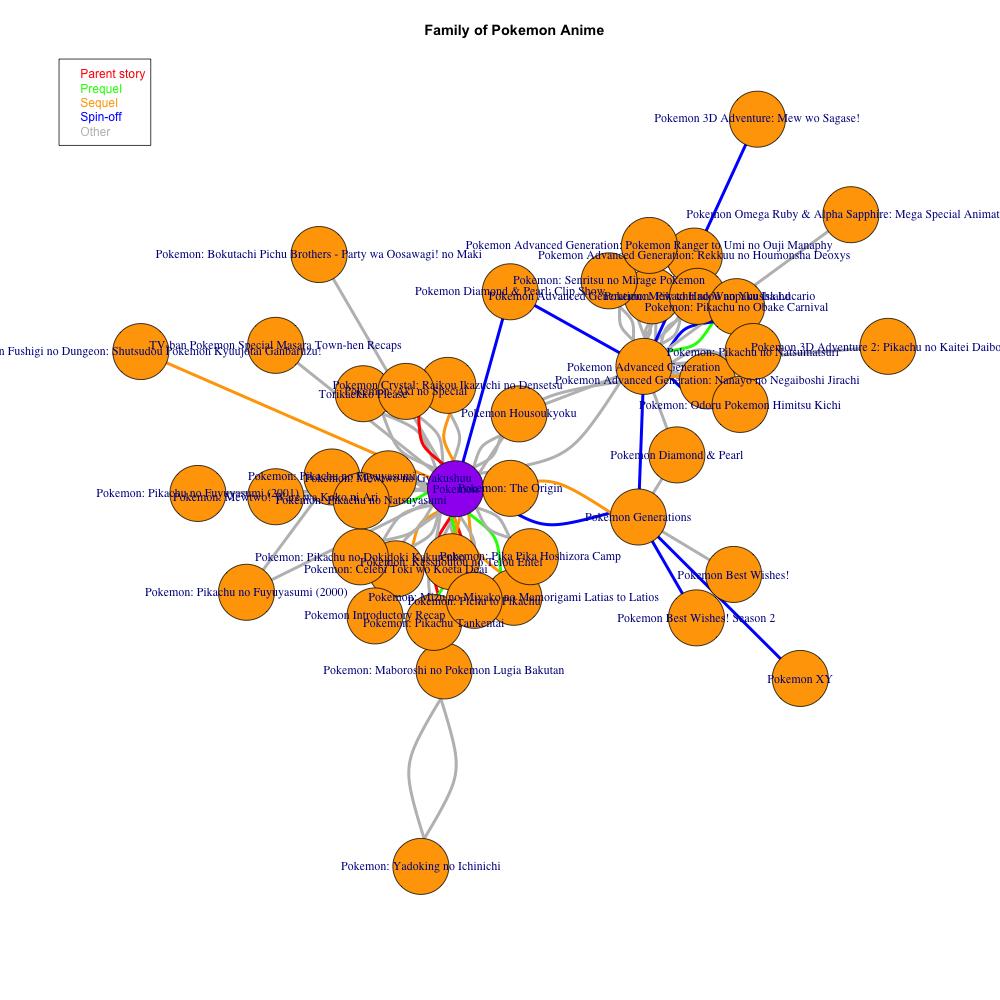 Family of Pokemon Anime
Parent story
Prequel
Sequel
Spin-off
Other
Pokemon 3D Adventure: Mew wo Sagase!
Pokemon Omega Ruby & Alpha Sapphire: Mega Special Animat
Pokemon Advanced Generation: Pokemon Ranger to Umi no Ouji Manaphy
Pokemon: Bokutachi Pichu Brothers - Party wa Oosawagi! no Maki
Pokemon Advanced Generation: Rekkuu no Houmonsha Deoxys
Pokemon: Senritsu no Mirage Pokemon
Pokemon Diamond & Pearl: Clip Show
Pokemon Advanced Generation: Mew to Hadou no Yuusha Lucario
Pokemon: Pikachu no Obake Carnival
TV-ban Pokemon Special Masara Town-hen Recaps
n Fushigi no Dungeon: Shutsudou Pokemon Kyuujotai Ganbaruzu!
Pokemon 3D Adventure 2: Pikachu no Kaitei Daibo
Pokemon: Pikachu no Natsumatsuri
Pokemon Advanced Generation
Pokemon Advanced Generation: Nanayo no Negaiboshi Jirachi
Pokemon Crystal: Raikou Ikazuchi no Densetsu
Torikaekko Please
Pokemon: Odoru Pokemon Himitsu Kichi
Pokemon Housoukyoku
Pokemon Diamond & Pearl
Pokemon: Pikachu no Fuyuyasumi
Pokemon: Mewtwo no Gyakushuu
Pokemon
Pokemon: The Origin
Pokemon: Pikachu no Fuyuyasumi (2001)
Pokemon: Mewtwo! Ware wa Koko ni Ari
Pokemon: Pikachu no Natsuyasumi
Pokemon Generations
Pokemon: Pikachu no Dokidoki Kakurenbo
Pokemon: Pika Pika Hoshizora Camp
Pokemon: Kesshoutou no Teiou Entei
Pokemon: Celebi Toki wo Koeta Deai
Pokemon Best Wishes!
Pokemon: Pikachu no Fuyuyasumi (2000)
Pokemon: Mizu no Miyako no Mamorigami Latias to Latios
Pokemon: Pichu to Pikachu
Pokemon Introductory Recap
Pokemon: Pikachu Tankentai
Pokemon Best Wishes! Season 2
Pokemon: Maboroshi no Pokemon Lugia Bakutan
Pokemon XY
Pokemon: Yadoking no Ichinichi